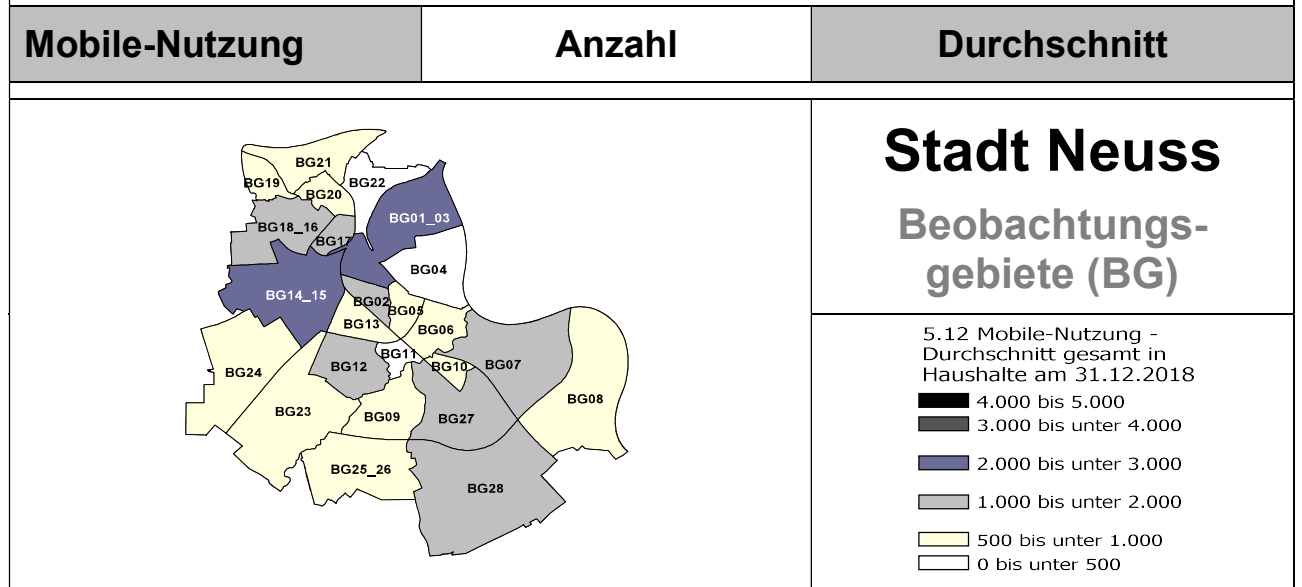 Mobile-Nutzung
Anzahl
Durchschnitt
Stadt Neuss
Beobachtungs-
gebiete (BG)
BG21
BG19
BG22
BG20
BG01_03
BG18_16
BG17
BG04
BG14_15
BG02
BG05
BG13
BG06
BG11
BG12
BG10
BG07
BG24
BG08
BG23
BG09
BG27
BG25_26
BG28
5.12 Mobile-Nutzung -
Durchschnitt gesamt in
Haushalte am 31.12.2018
4.000 bis 5.000
3.000 bis unter 4.000
2.000 bis unter 3.000
1.000 bis unter 2.000
500 bis unter 1.000
0 bis unter 500